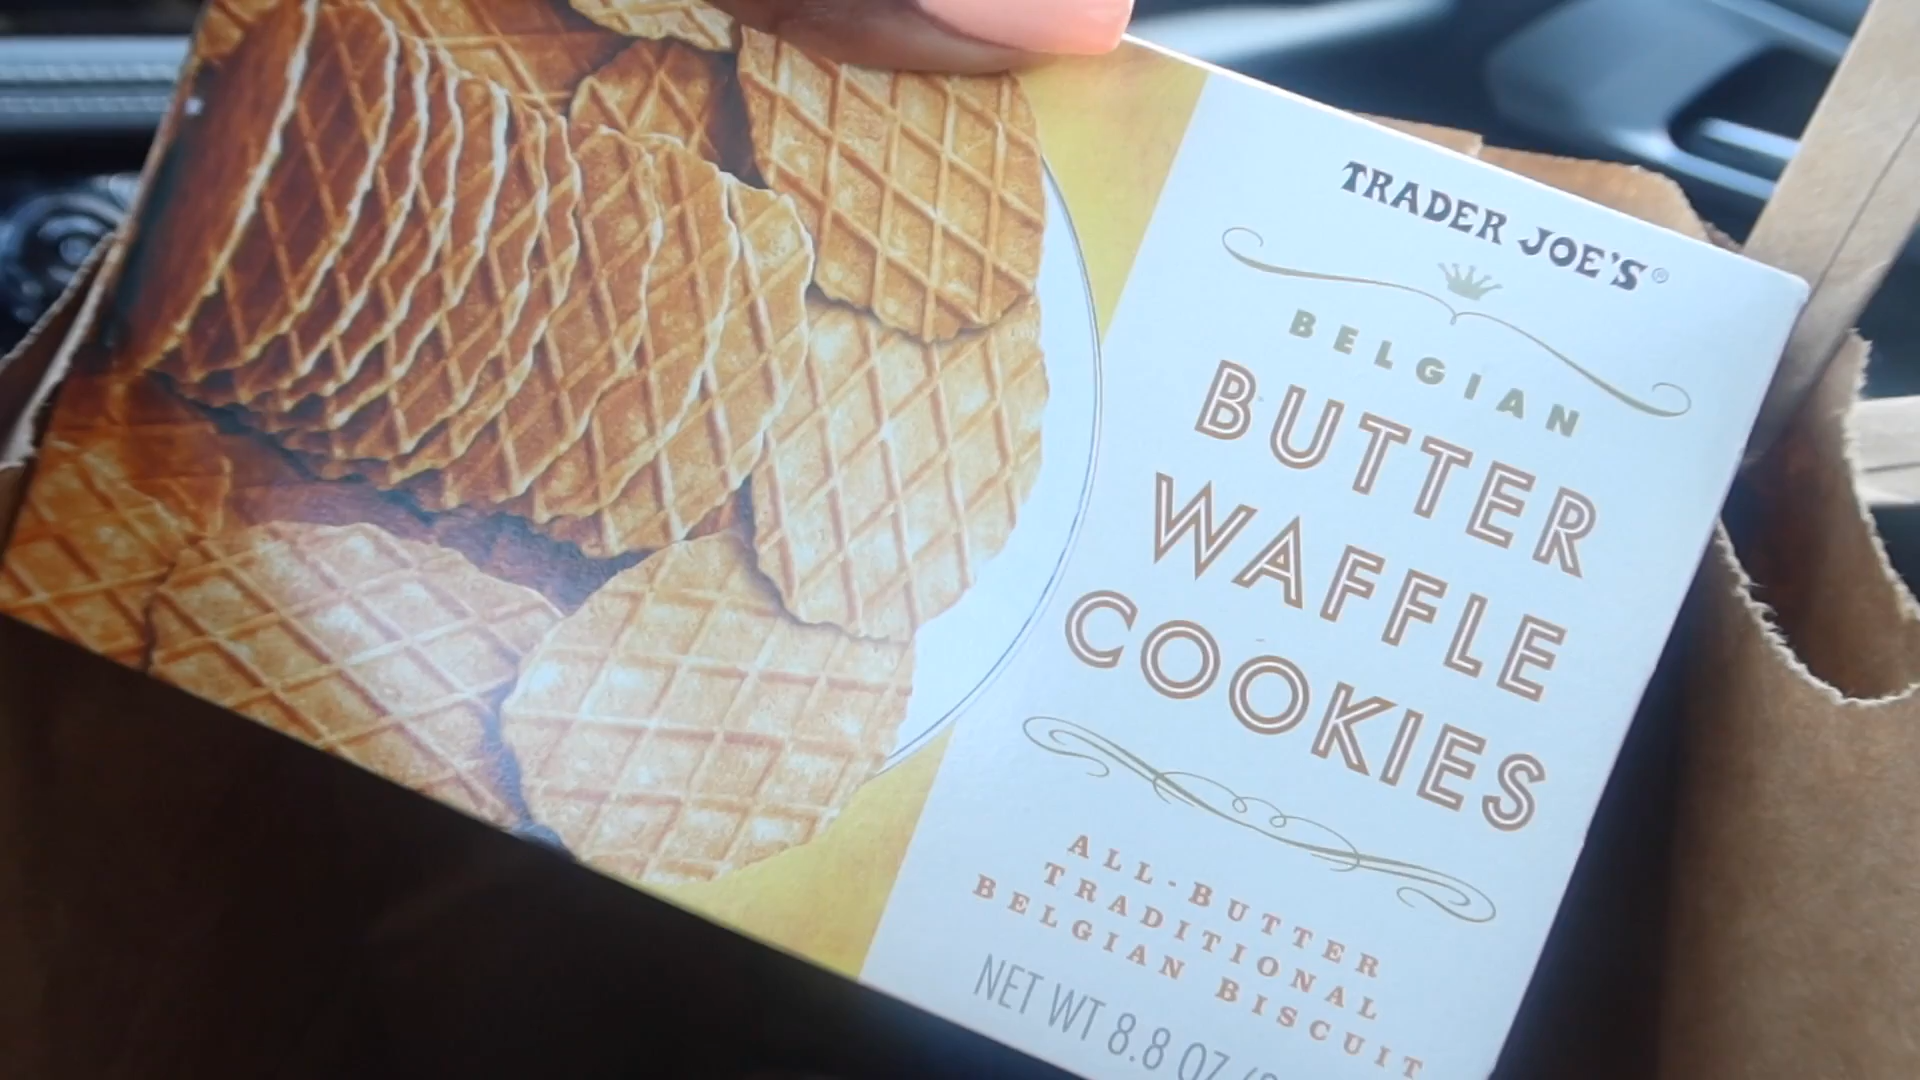 TRADER JOE'S®
BELGIAN
BUTTER
WAFFLE
COOKIES
ALL-BUTTER
TRADITIONAL
BELGIAN BISCUIT
NET WT 8.8 OZ